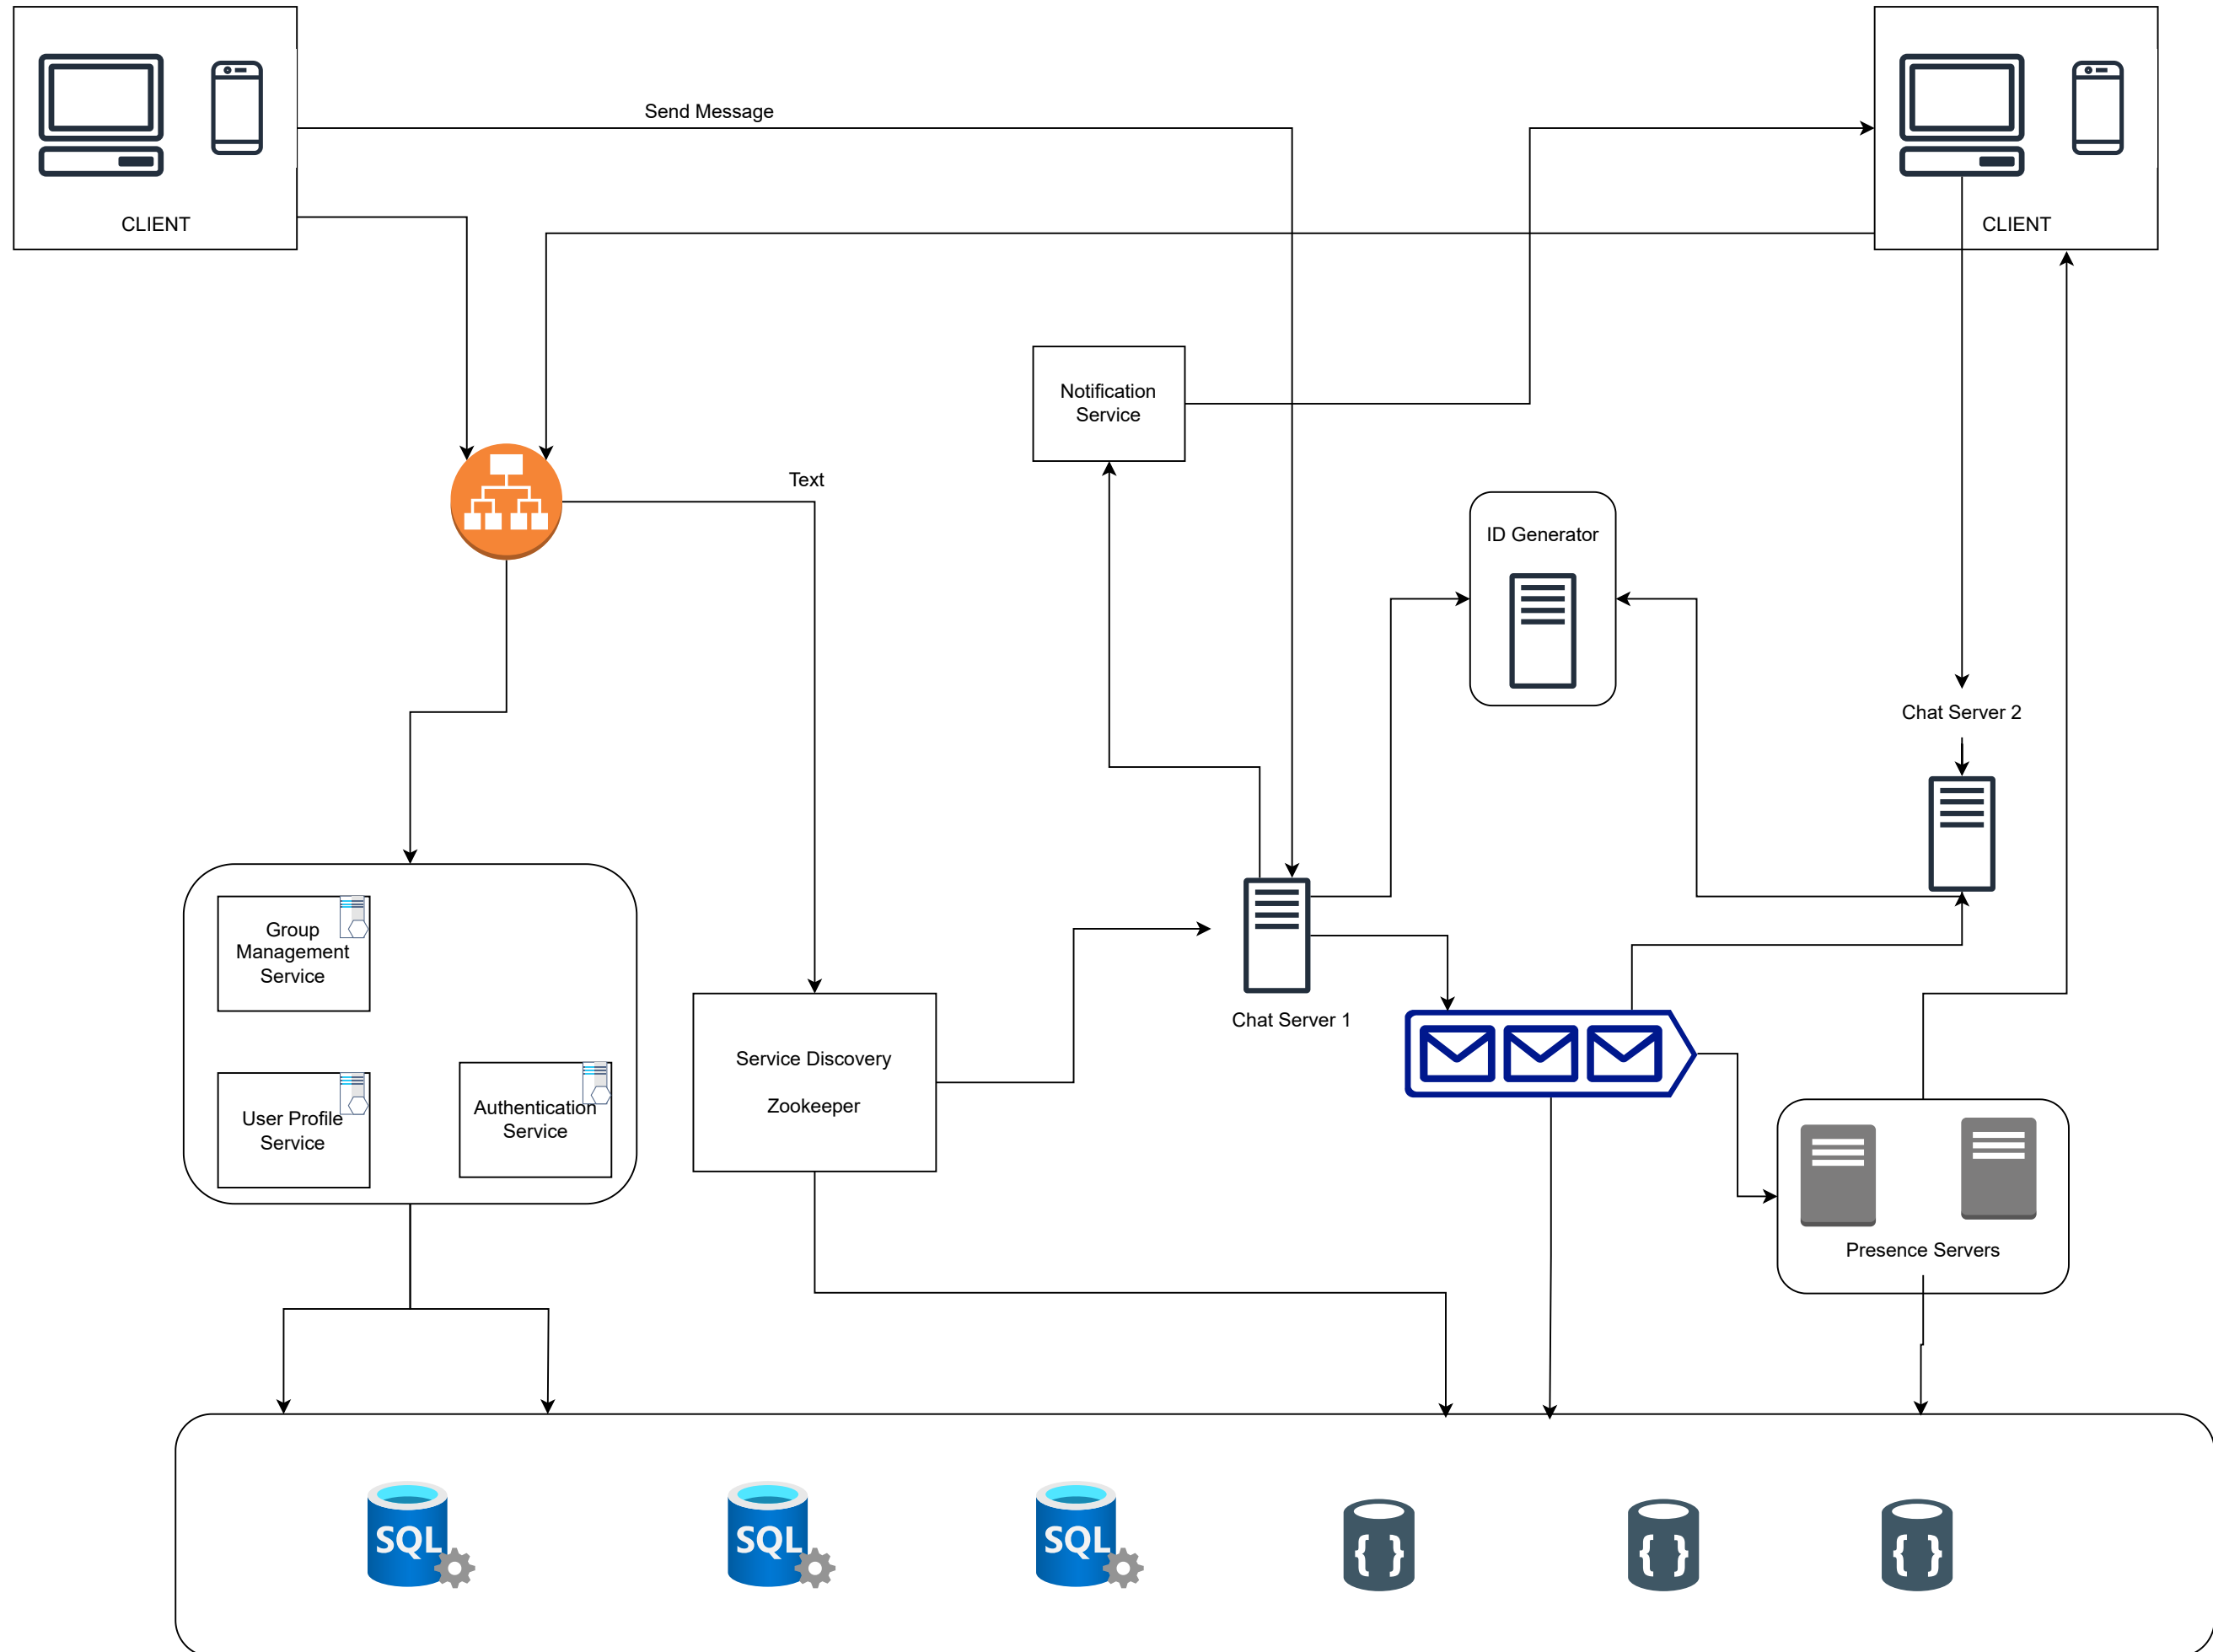 CLIENT
Send Message
CLIENT
Notification
Service
Text
ID Generator
Chat Server 2
Group
Management
Service
User Profile
Service
Authentication
Service
Service Discovery
Zookeeper
Chat Server 1
Presence Servers
SQL
SQL
SQL
{ }
{ }
{ }